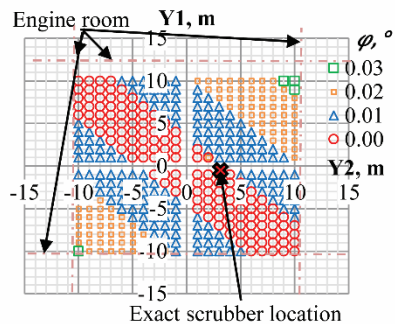 Engine room
Y1, m
φ, °
15
10
5
0
-5
-10
-15
-15 -10 -5 0 5 10 15
Y2, m
0.03
0.02
0.01
0.00
Exact scrubber location